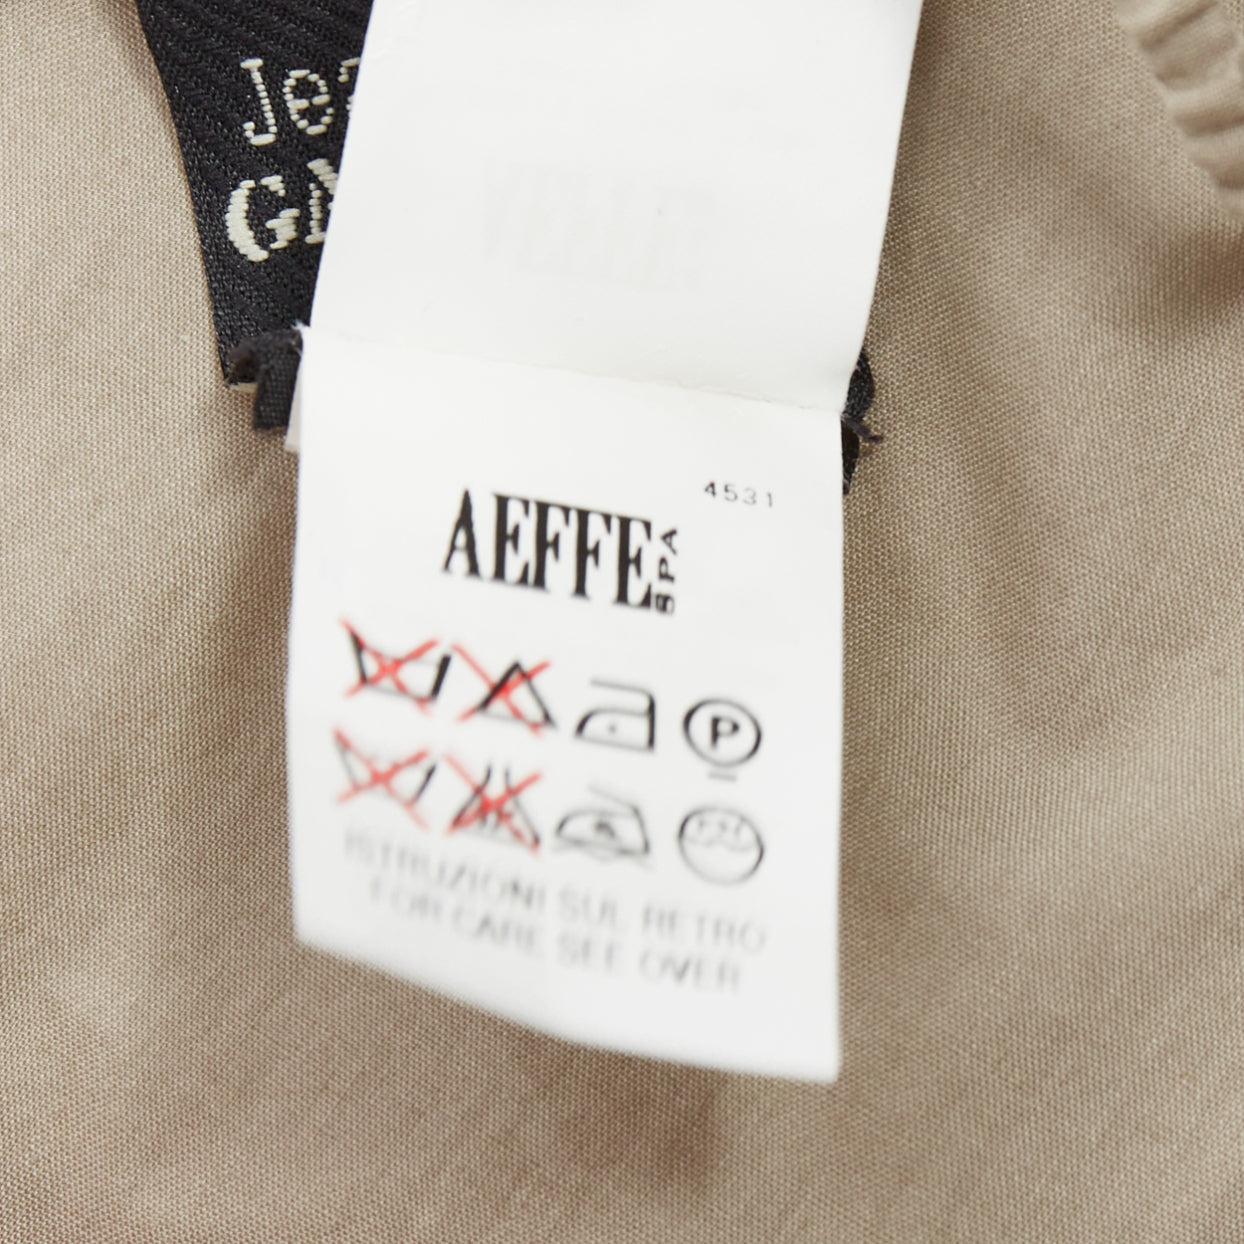 4531
AEFFE SPA
P
ISTRUZIONI SUL RETRO
FOR CARE SEE OVER